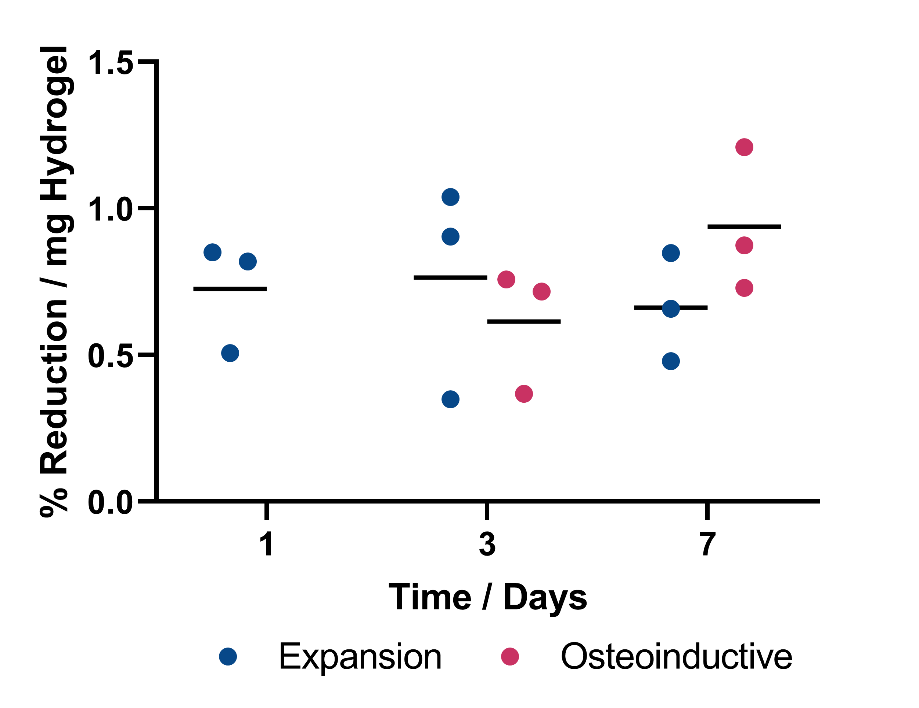 % Reduction / mg Hydrogel
1.5
1.0
0.5
0.0
1 3 7
Time / Days
Expansion Osteoinductive